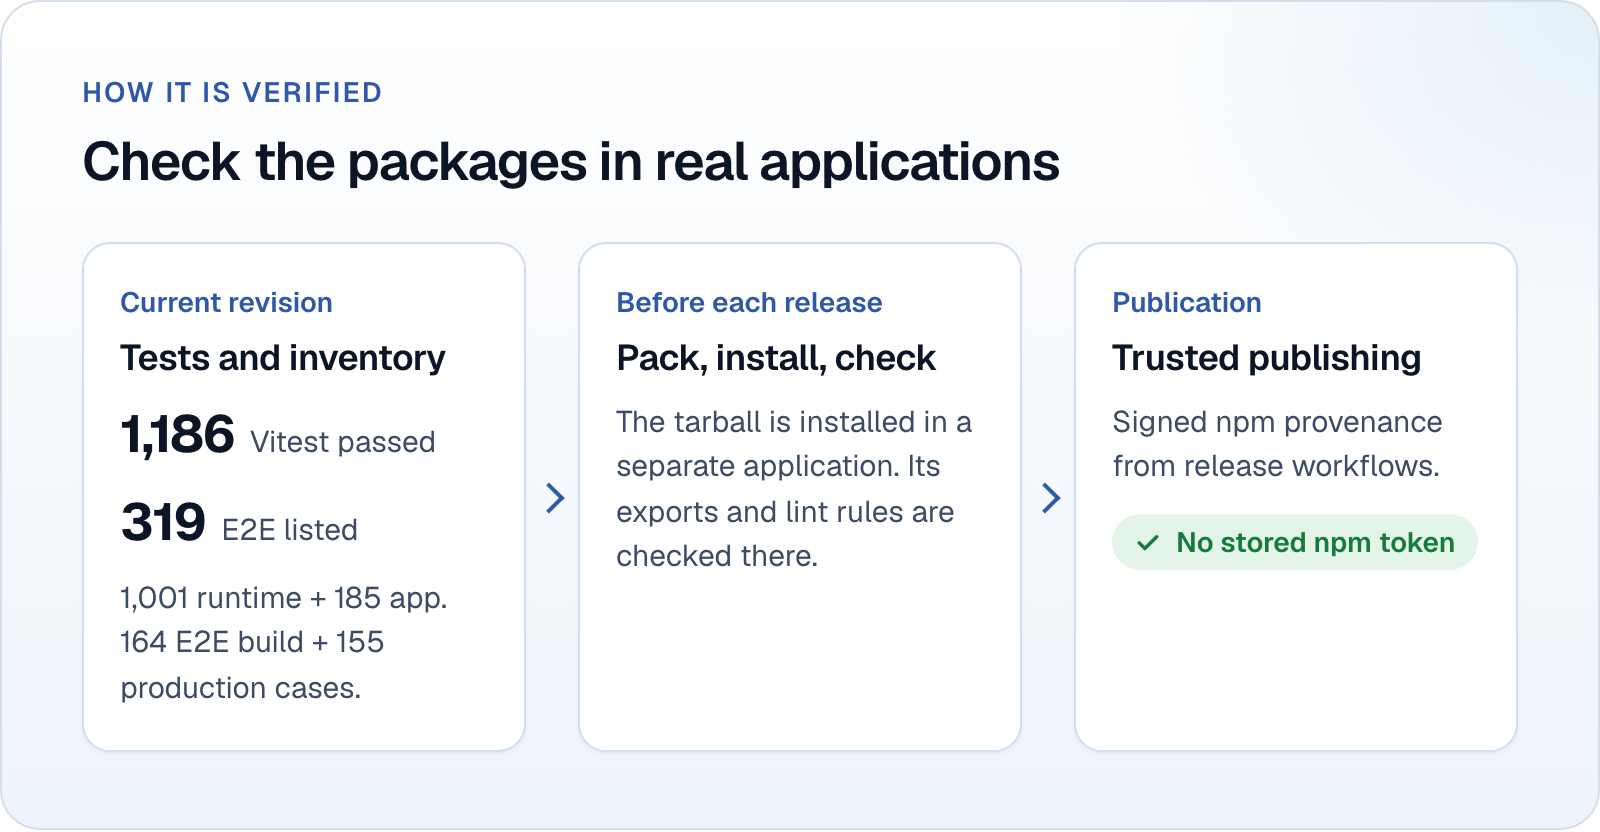 HOW IT IS VERIFIED
Check the packages in real applications
Current revision
Tests and inventory
1,186 Vitest passed
319 E2E listed
1,001 runtime + 185 app.
164 E2E build + 155
production cases.
Before each release
Pack, install, check
The tarball is installed in a
separate application. Its
exports and lint rules are
checked there.
Publication
Trusted publishing
Signed npm provenance
from release workflows.
No stored npm token